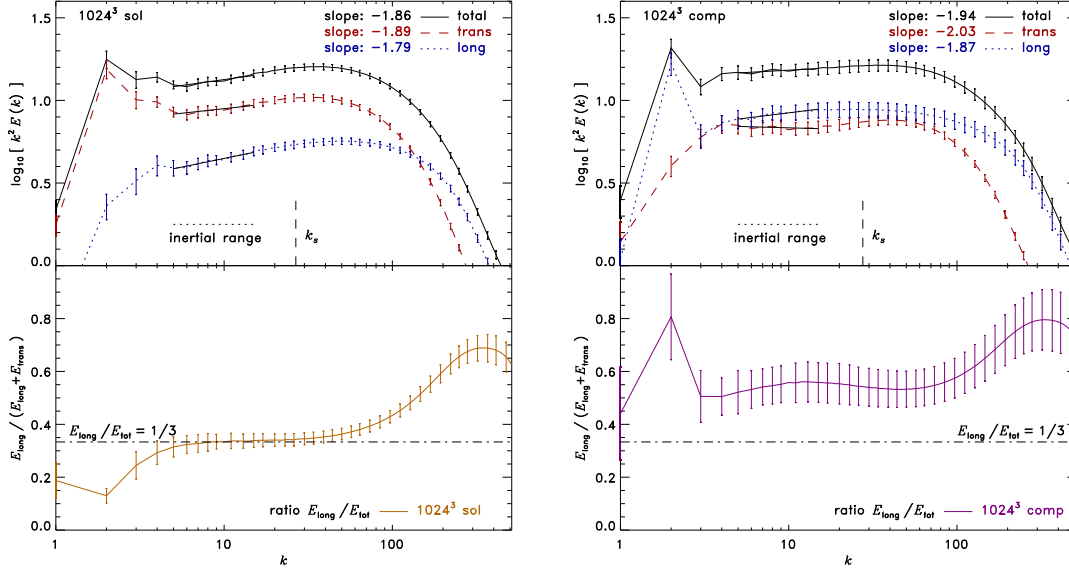 1024³ sol
slope: −1.86 total
slope: −1.89 trans
slope: −1.79 long
log₁₀ [ k² E(k) ]
1.5
1.0
0.5
0.0
inertial range
kₛ
E_long / (E_long+E_trans)
0.8
0.6
0.4
0.2
0.0
E_long/E_tot = 1/3
ratio E_long/E_tot 1024³ sol
1 10 100
k
1024³ comp
slope: −1.94 total
slope: −2.03 trans
slope: −1.87 long
log₁₀ [ k² E(k) ]
1.5
1.0
0.5
0.0
inertial range
kₛ
E_long / (E_long+E_trans)
0.8
0.6
0.4
0.2
0.0
E_long/E_tot = 1/3
ratio E_long/E_tot 1024³ comp
1 10 100
k